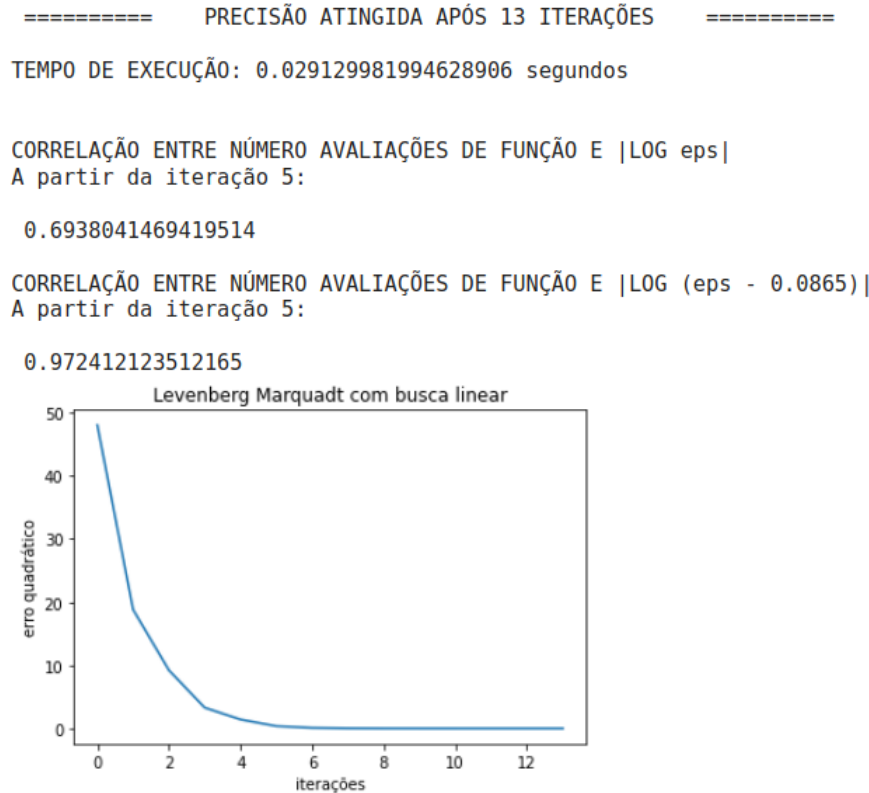 ========== PRECISÃO ATINGIDA APÓS 13 ITERAÇÕES ==========
TEMPO DE EXECUÇÃO: 0.029129981994628906 segundos
CORRELAÇÃO ENTRE NÚMERO AVALIAÇÕES DE FUNÇÃO E |LOG eps|
A partir da iteração 5:
0.6938041469419514
CORRELAÇÃO ENTRE NÚMERO AVALIAÇÕES DE FUNÇÃO E |LOG (eps - 0.0865)|
A partir da iteração 5:
0.972412123512165
Levenberg Marquadt com busca linear
50
40
30
20
10
0
erro quadrático
0 2 4 6 8 10 12
iterações